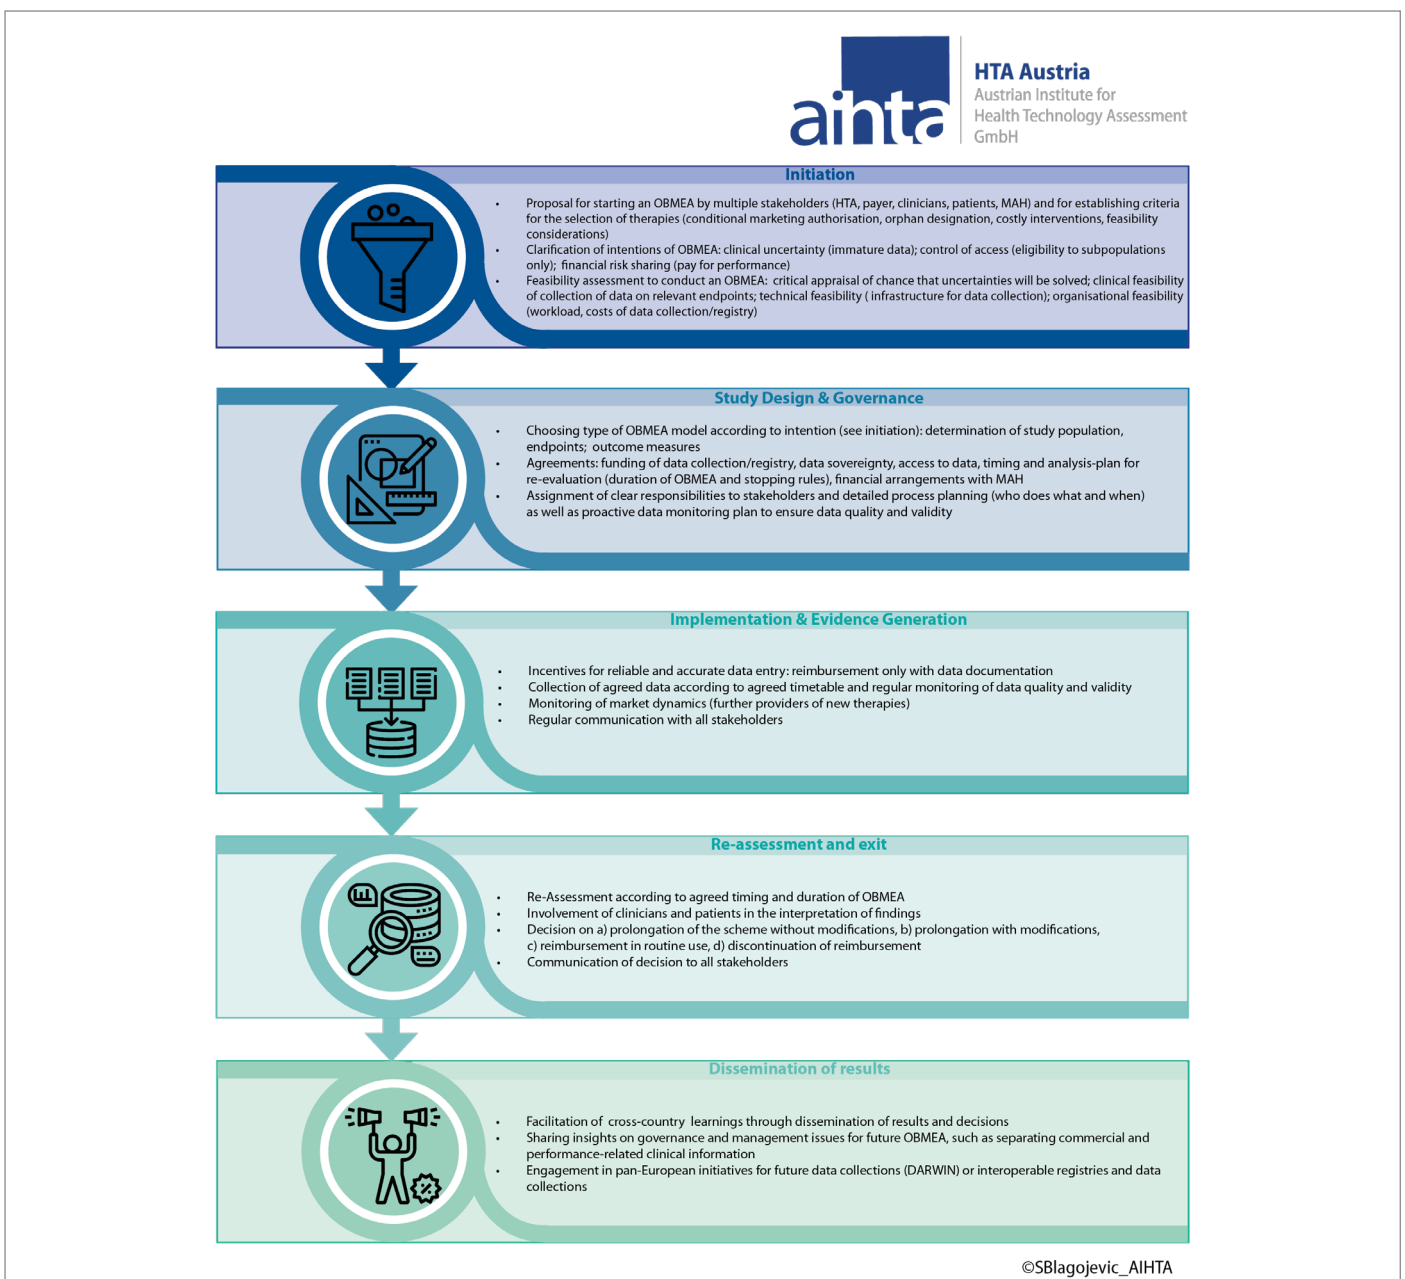 aihta
HTA Austria
Austrian Institute for
Health Technology Assessment
GmbH
Initiation
• Proposal for starting an OBMEA by multiple stakeholders (HTA, payer, clinicians, patients, MAH) and for establishing criteria
for the selection of therapies (conditional marketing authorisation, orphan designation, costly interventions, feasibility
considerations)
• Clarification of intentions of OBMEA: clinical uncertainty (immature data); control of access (eligibility to subpopulations
only); financial risk sharing (pay for performance)
• Feasibility assessment to conduct an OBMEA: critical appraisal of chance that uncertainties will be solved; clinical feasibility
of collection of data on relevant endpoints; technical feasibility ( infrastructure for data collection); organisational feasibility
(workload, costs of data collection/registry)
Study Design & Governance
• Choosing type of OBMEA model according to intention (see initiation): determination of study population,
endpoints; outcome measures
• Agreements: funding of data collection/registry, data sovereignty, access to data, timing and analysis-plan for
re-evaluation (duration of OBMEA and stopping rules), financial arrangements with MAH
• Assignment of clear responsibilities to stakeholders and detailed process planning (who does what and when)
as well as proactive data monitoring plan to ensure data quality and validity
Implementation & Evidence Generation
• Incentives for reliable and accurate data entry: reimbursement only with data documentation
• Collection of agreed data according to agreed timetable and regular monitoring of data quality and validity
• Monitoring of market dynamics (further providers of new therapies)
• Regular communication with all stakeholders
Re-assessment and exit
• Re-Assessment according to agreed timing and duration of OBMEA
• Involvement of clinicians and patients in the interpretation of findings
• Decision on a) prolongation of the scheme without modifications, b) prolongation with modifications,
c) reimbursement in routine use, d) discontinuation of reimbursement
• Communication of decision to all stakeholders
Dissemination of results
• Facilitation of cross-country learnings through dissemination of results and decisions
• Sharing insights on governance and management issues for future OBMEA, such as separating commercial and
performance-related clinical information
• Engagement in pan-European initiatives for future data collections (DARWIN) or interoperable registries and data
collections
©SBlagojevic_AIHTA